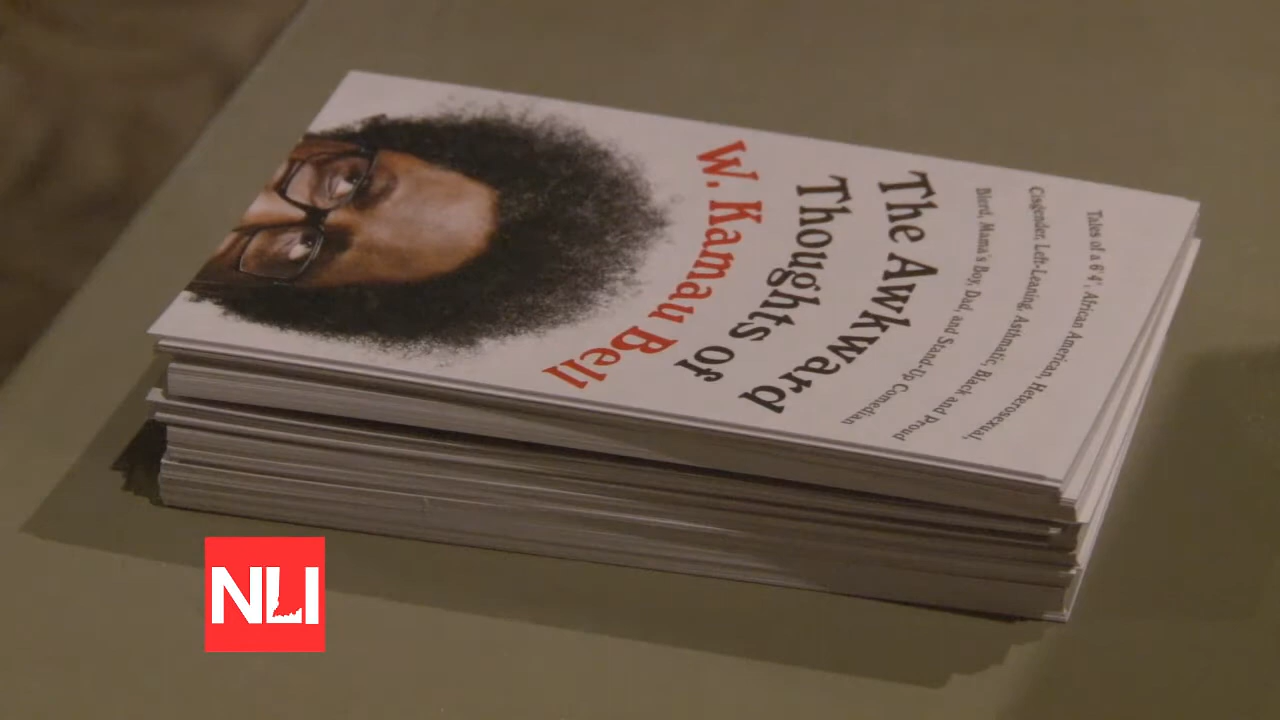 Tales of a 6' 4", African American, Heterosexual,
Cisgender, Left-Leaning, Asthmatic, Black and Proud
Blerd, Mama's Boy, Dad, and Stand-Up Comedian
The Awkward
Thoughts of
W. Kamau Bell
NLI